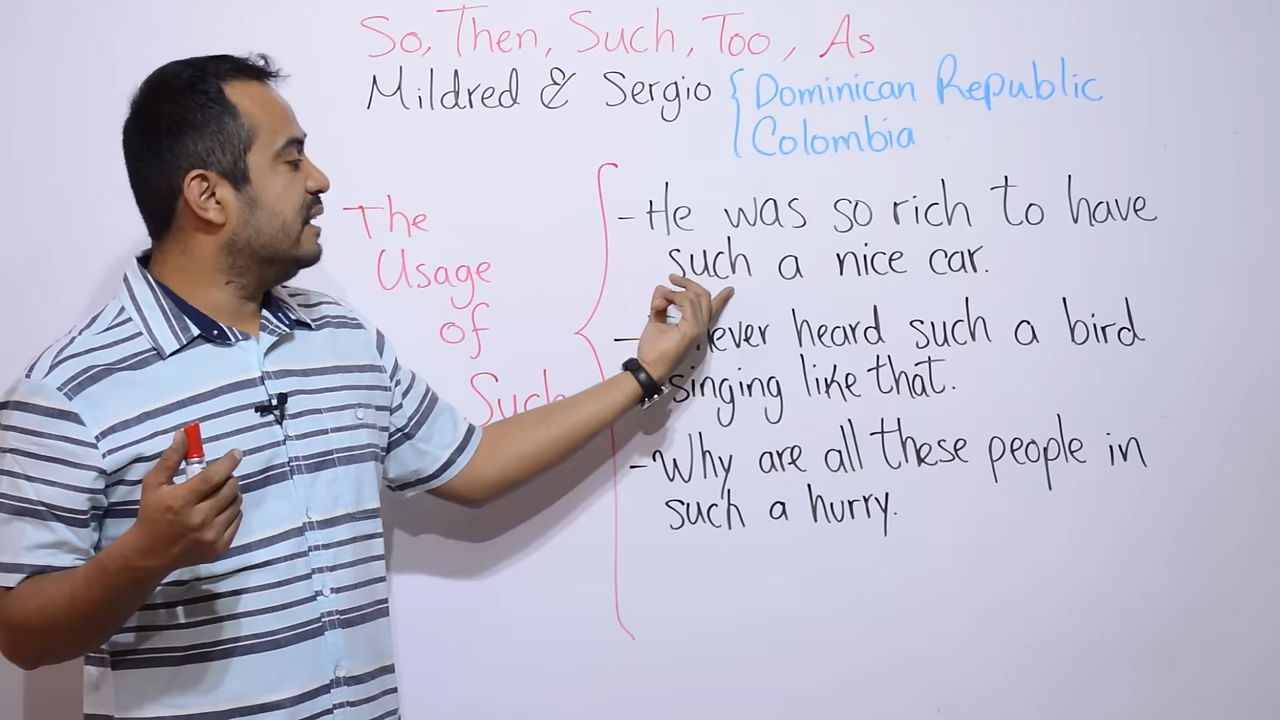 So, Then, Such, Too, As
Mildred & Sergio { Dominican Republic
Colombia
The
Usage
of
Such
- He was so rich to have
such a nice car.
- ever heard such a bird
singing like that.
- Why are all these people in
such a hurry.